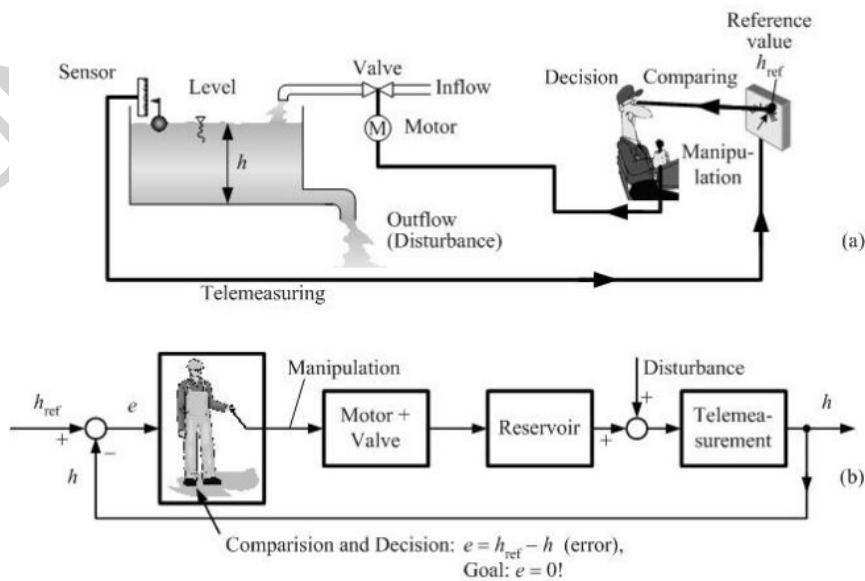 Reference
value
h_ref
Sensor
Level
Valve
Inflow
Decision
Comparing
M
Motor
h
Manipu-
lation
Outflow
(Disturbance)
Telemeasuring
(a)
Manipulation
Disturbance
h_ref
e
Motor +
Valve
Reservoir
Telemea-
surement
h
+
−
+
+
h
(b)
Comparision and Decision: e = h_ref − h (error),
Goal: e = 0!